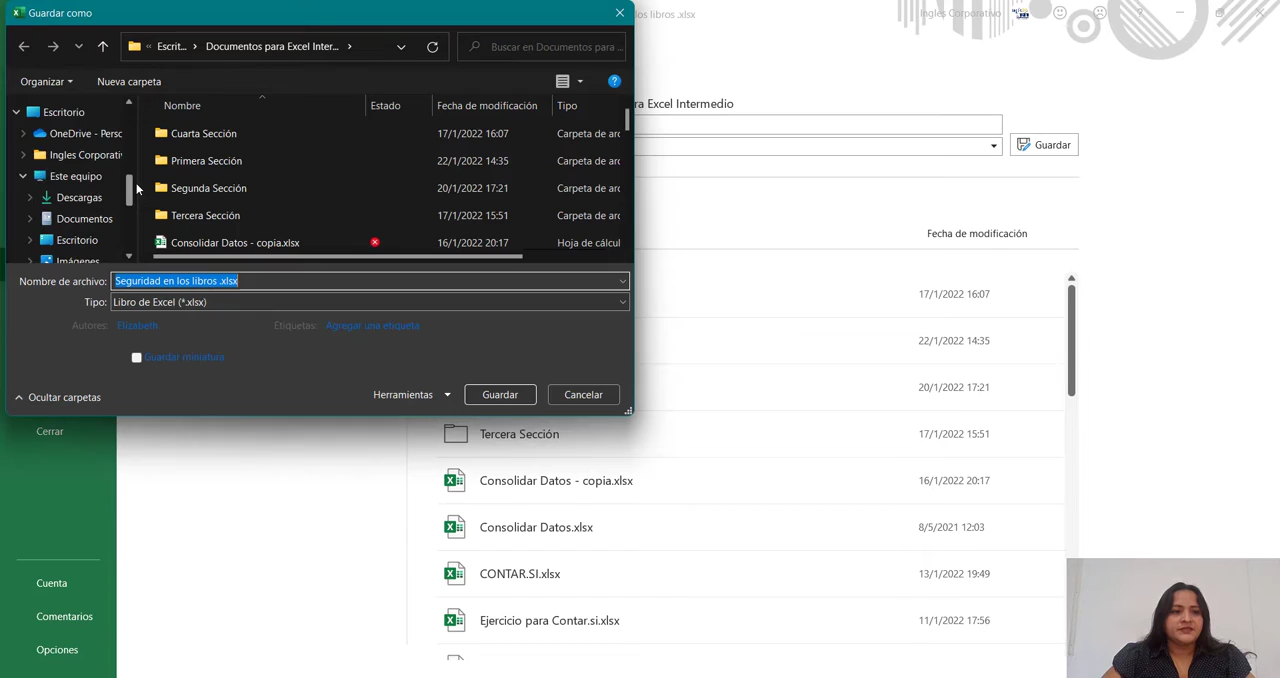 Guardar como
los libros .xlsx
Ingles Corporativo
« Escrit... > Documentos para Excel Inter... >
Buscar en Documentos para ...
Organizar
Nueva carpeta
Nombre
Estado
Fecha de modificación
Tipo
Escritorio
OneDrive - Perso
Ingles Corporati
Este equipo
Descargas
Documentos
Escritorio
Imágenes
Cuarta Sección
17/1/2022 16:07
Carpeta de arc
Primera Sección
22/1/2022 14:35
Carpeta de arc
Segunda Sección
20/1/2022 17:21
Carpeta de arc
Tercera Sección
17/1/2022 15:51
Carpeta de arc
Consolidar Datos - copia.xlsx
16/1/2022 20:17
Hoja de cálcul
Nombre de archivo:
Seguridad en los libros .xlsx
Tipo:
Libro de Excel (*.xlsx)
Autores:
Elizabeth
Etiquetas:
Agregar una etiqueta
Guardar miniatura
Ocultar carpetas
Herramientas
Guardar
Cancelar
ra Excel Intermedio
Guardar
Fecha de modificación
17/1/2022 16:07
22/1/2022 14:35
20/1/2022 17:21
Tercera Sección
17/1/2022 15:51
Consolidar Datos - copia.xlsx
16/1/2022 20:17
Consolidar Datos.xlsx
8/5/2021 12:03
CONTAR.SI.xlsx
13/1/2022 19:49
Ejercicio para Contar.si.xlsx
11/1/2022 17:56
Cerrar
Cuenta
Comentarios
Opciones